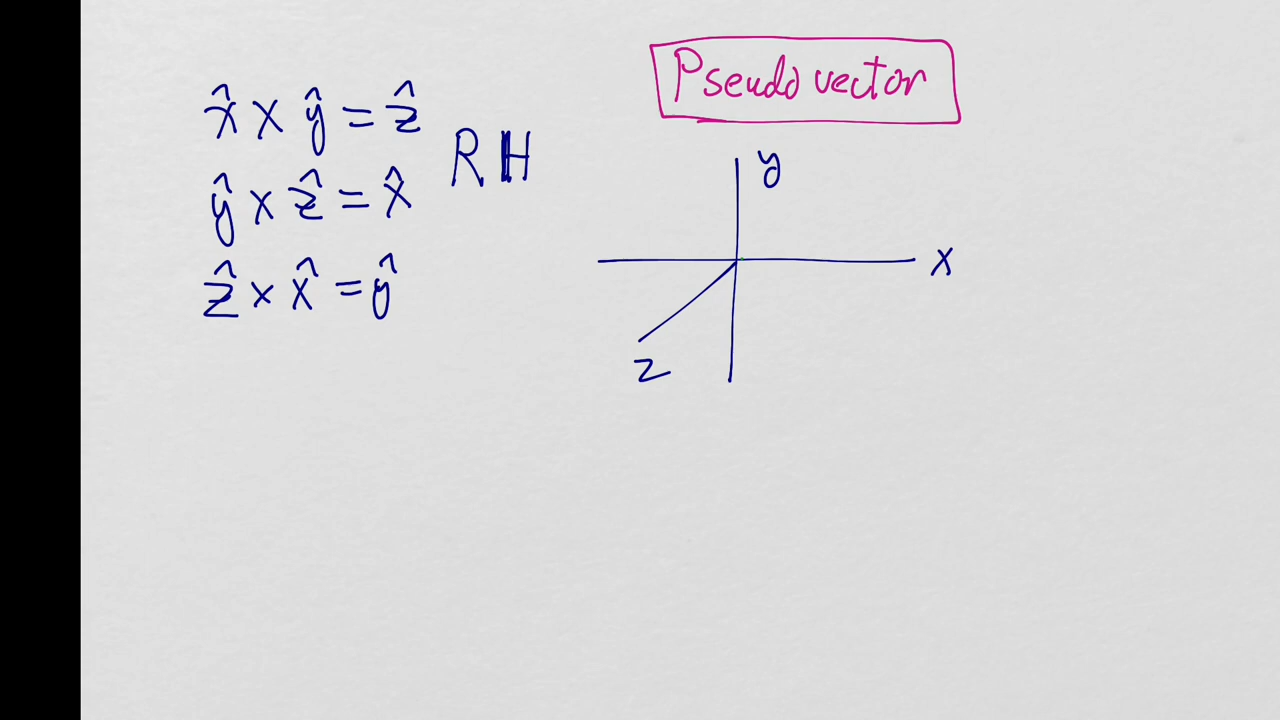 x̂ × ŷ = ẑ
ŷ × ẑ = x̂
ẑ × x̂ = ŷ
RH
Pseudo vector
y
x
z